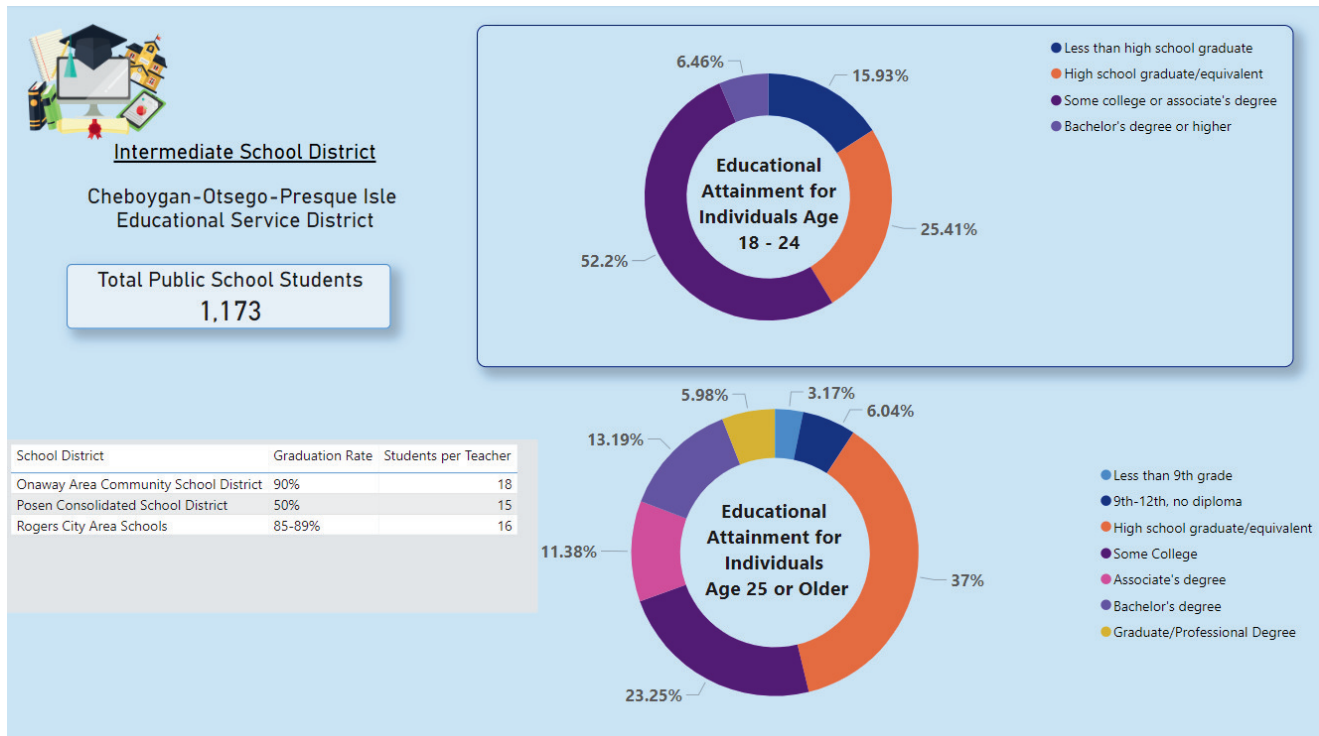 Intermediate School District
Cheboygan-Otsego-Presque Isle
Educational Service District
Total Public School Students
1,173
6.46%
15.93%
52.2%
25.41%
Educational
Attainment for
Individuals Age
18 - 24
Less than high school graduate
High school graduate/equivalent
Some college or associate's degree
Bachelor's degree or higher
School District Graduation Rate Students per Teacher
Onaway Area Community School District 90% 18
Posen Consolidated School District 50% 15
Rogers City Area Schools 85-89% 16
5.98%
3.17%
6.04%
13.19%
11.38%
37%
23.25%
Educational
Attainment for
Individuals
Age 25 or Older
Less than 9th grade
9th-12th, no diploma
High school graduate/equivalent
Some College
Associate's degree
Bachelor's degree
Graduate/Professional Degree